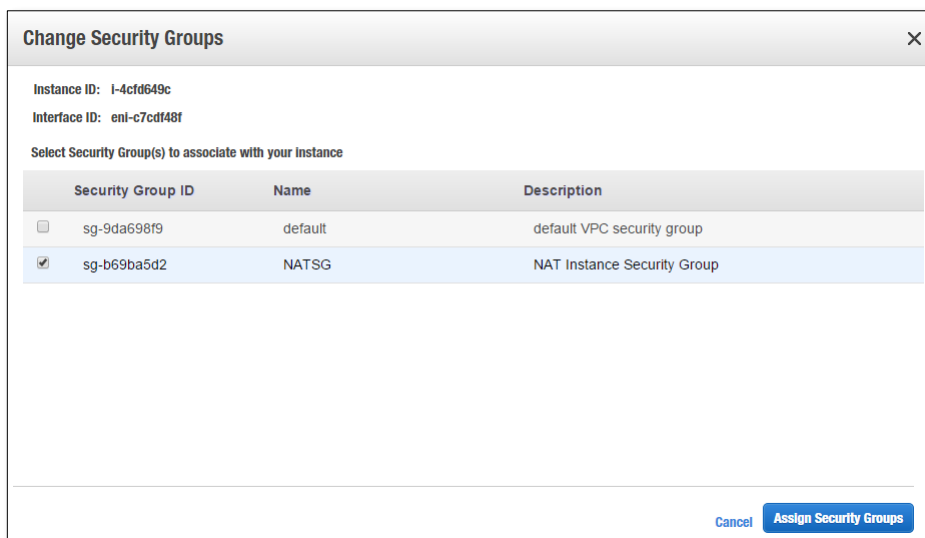 Change Security Groups
Instance ID: i-4cfd649c
Interface ID: eni-c7cdf48f
Select Security Group(s) to associate with your instance
Security Group ID Name Description
sg-9da698f9 default default VPC security group
sg-b69ba5d2 NATSG NAT Instance Security Group
Cancel Assign Security Groups